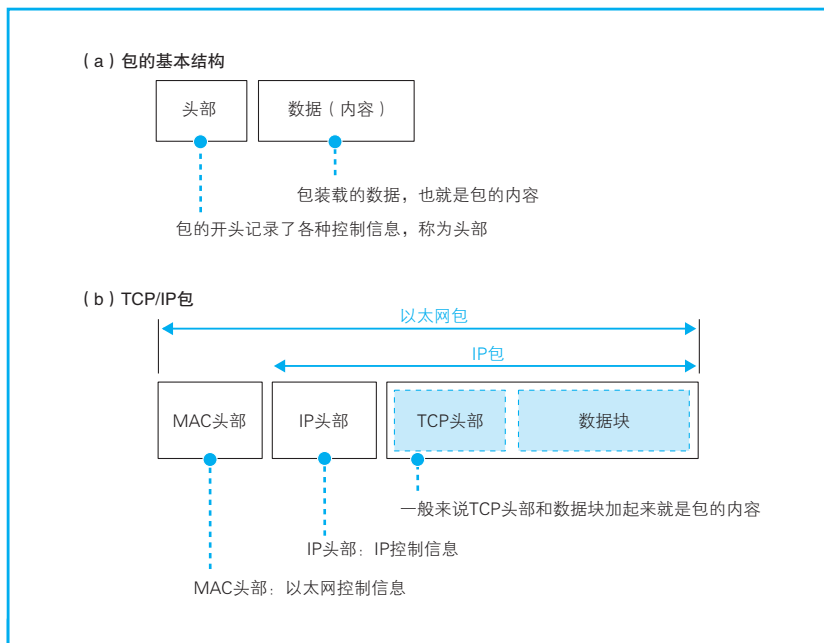 （a）包的基本结构
头部
数据（内容）
包装载的数据，也就是包的内容
包的开头记录了各种控制信息，称为头部
（b）TCP/IP包
以太网包
IP包
MAC头部
IP头部
TCP头部
数据块
一般来说TCP头部和数据块加起来就是包的内容
IP头部：IP控制信息
MAC头部：以太网控制信息